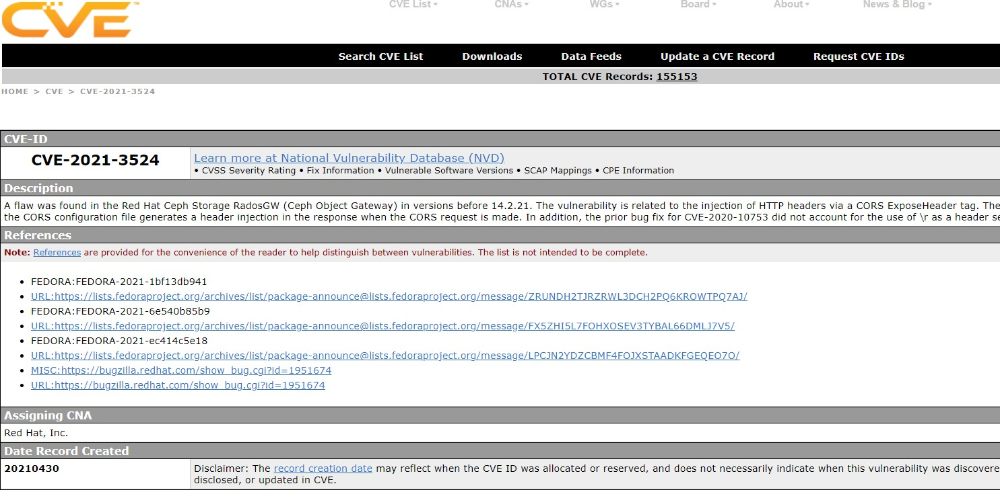 CVE™
CVE List▾ CNAs▾ WGs▾ Board▾ About▾ News & Blog▾
Search CVE List Downloads Data Feeds Update a CVE Record Request CVE IDs
TOTAL CVE Records: 155153
HOME > CVE > CVE-2021-3524
CVE-ID
CVE-2021-3524
Learn more at National Vulnerability Database (NVD)
• CVSS Severity Rating • Fix Information • Vulnerable Software Versions • SCAP Mappings • CPE Information
Description
A flaw was found in the Red Hat Ceph Storage RadosGW (Ceph Object Gateway) in versions before 14.2.21. The vulnerability is related to the injection of HTTP headers via a CORS ExposeHeader tag. The
the CORS configuration file generates a header injection in the response when the CORS request is made. In addition, the prior bug fix for CVE-2020-10753 did not account for the use of \r as a header se
References
Note: References are provided for the convenience of the reader to help distinguish between vulnerabilities. The list is not intended to be complete.
• FEDORA:FEDORA-2021-1bf13db941
• URL:https://lists.fedoraproject.org/archives/list/package-announce@lists.fedoraproject.org/message/ZRUNDH2TJRZRWL3DCH2PQ6KROWTPQ7AJ/
• FEDORA:FEDORA-2021-6e540b85b9
• URL:https://lists.fedoraproject.org/archives/list/package-announce@lists.fedoraproject.org/message/FX5ZHI5L7FOHXOSEV3TYBAL66DMLJ7V5/
• FEDORA:FEDORA-2021-ec414c5e18
• URL:https://lists.fedoraproject.org/archives/list/package-announce@lists.fedoraproject.org/message/LPCJN2YDZCBMF4FOJXSTAADKFGEQEO7O/
• MISC:https://bugzilla.redhat.com/show_bug.cgi?id=1951674
• URL:https://bugzilla.redhat.com/show_bug.cgi?id=1951674
Assigning CNA
Red Hat, Inc.
Date Record Created
20210430
Disclaimer: The record creation date may reflect when the CVE ID was allocated or reserved, and does not necessarily indicate when this vulnerability was discovere
disclosed, or updated in CVE.